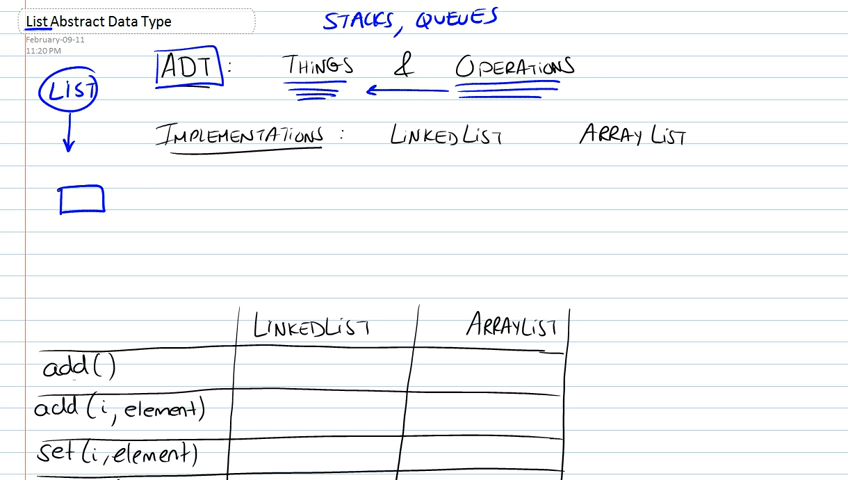 List Abstract Data Type
STACKS, QUEUES
February-09-11
11:20 PM
ADT : THINGS & OPERATIONS
LIST
IMPLEMENTATIONS : LINKEDLIST ARRAYLIST
LINKEDLIST ARRAYLIST
add()
add(i, element)
set(i, element)